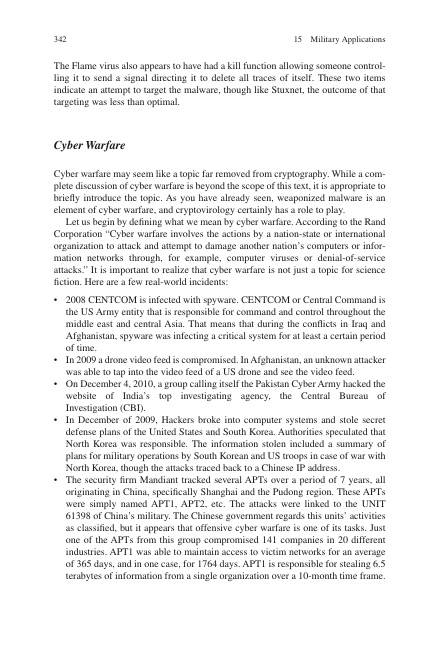 342
15 Military Applications
The Flame virus also appears to have had a kill function allowing someone control-
ling it to send a signal directing it to delete all traces of itself. These two items
indicate an attempt to target the malware, though like Stuxnet, the outcome of that
targeting was less than optimal.
Cyber Warfare
Cyber warfare may seem like a topic far removed from cryptography. While a com-
plete discussion of cyber warfare is beyond the scope of this text, it is appropriate to
briefly introduce the topic. As you have already seen, weaponized malware is an
element of cyber warfare, and cryptovirology certainly has a role to play.
Let us begin by defining what we mean by cyber warfare. According to the Rand
Corporation “Cyber warfare involves the actions by a nation-state or international
organization to attack and attempt to damage another nation’s computers or infor-
mation networks through, for example, computer viruses or denial-of-service
attacks.” It is important to realize that cyber warfare is not just a topic for science
fiction. Here are a few real-world incidents:
• 2008 CENTCOM is infected with spyware. CENTCOM or Central Command is
the US Army entity that is responsible for command and control throughout the
middle east and central Asia. That means that during the conflicts in Iraq and
Afghanistan, spyware was infecting a critical system for at least a certain period
of time.
• In 2009 a drone video feed is compromised. In Afghanistan, an unknown attacker
was able to tap into the video feed of a US drone and see the video feed.
• On December 4, 2010, a group calling itself the Pakistan Cyber Army hacked the
website of India’s top investigating agency, the Central Bureau of
Investigation (CBI).
• In December of 2009, Hackers broke into computer systems and stole secret
defense plans of the United States and South Korea. Authorities speculated that
North Korea was responsible. The information stolen included a summary of
plans for military operations by South Korean and US troops in case of war with
North Korea, though the attacks traced back to a Chinese IP address.
• The security firm Mandiant tracked several APTs over a period of 7 years, all
originating in China, specifically Shanghai and the Pudong region. These APTs
were simply named APT1, APT2, etc. The attacks were linked to the UNIT
61398 of China’s military. The Chinese government regards this units’ activities
as classified, but it appears that offensive cyber warfare is one of its tasks. Just
one of the APTs from this group compromised 141 companies in 20 different
industries. APT1 was able to maintain access to victim networks for an average
of 365 days, and in one case, for 1764 days. APT1 is responsible for stealing 6.5
terabytes of information from a single organization over a 10-month time frame.